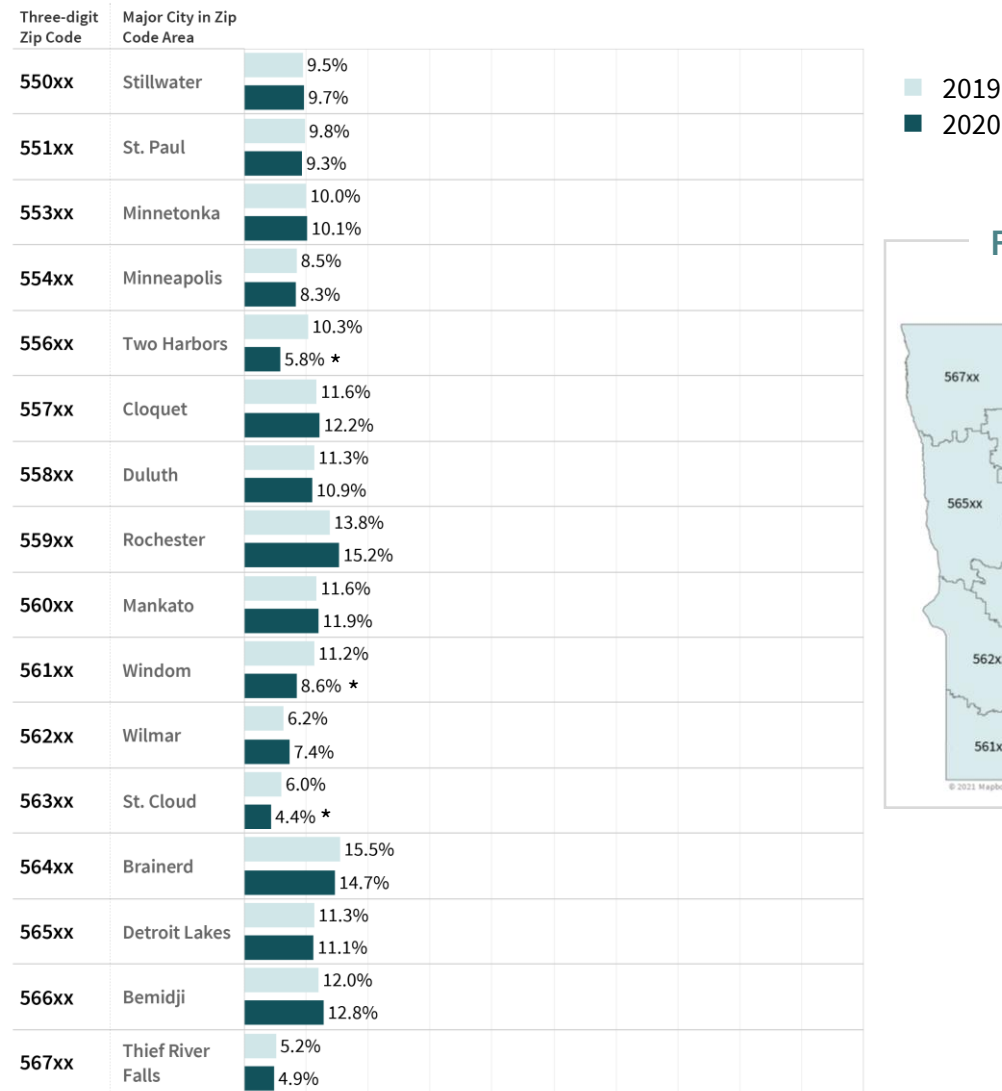 Three-digit Zip Code
Major City in Zip Code Area
550xx Stillwater 9.5%
9.7%
551xx St. Paul 9.8%
9.3%
553xx Minnetonka 10.0%
10.1%
554xx Minneapolis 8.5%
8.3%
556xx Two Harbors 10.3%
5.8% *
557xx Cloquet 11.6%
12.2%
558xx Duluth 11.3%
10.9%
559xx Rochester 13.8%
15.2%
560xx Mankato 11.6%
11.9%
561xx Windom 11.2%
8.6% *
562xx Wilmar 6.2%
7.4%
563xx St. Cloud 6.0%
4.4% *
564xx Brainerd 15.5%
14.7%
565xx Detroit Lakes 11.3%
11.1%
566xx Bemidji 12.0%
12.8%
567xx Thief River Falls 5.2%
4.9%
2019
2020
567xx
565xx
562x
561x
© 2021